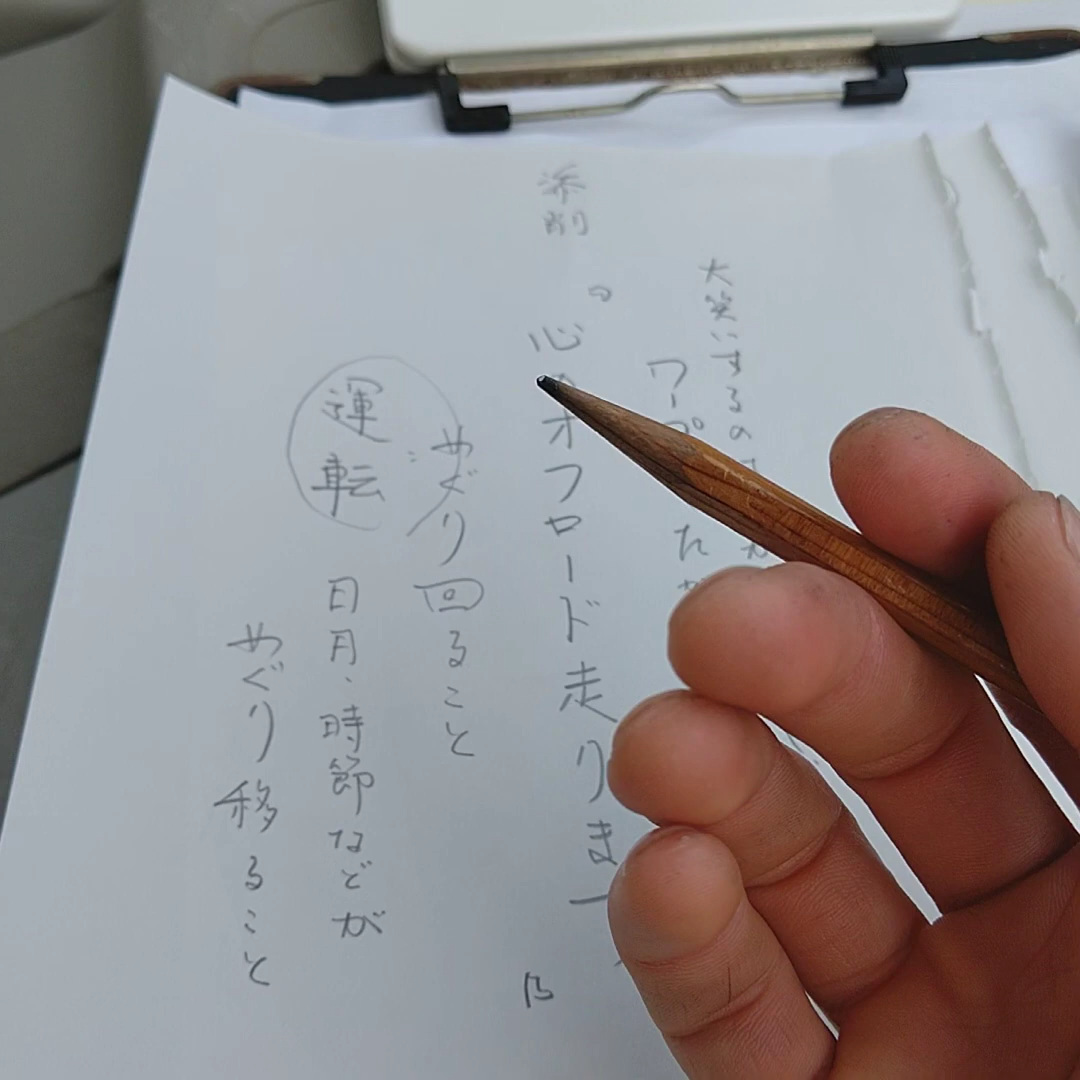 添削
大笑いするの
ワープ
た
心のオフロード走りま
めぐり回ること
運転
日月、時節などが
めぐり移ること